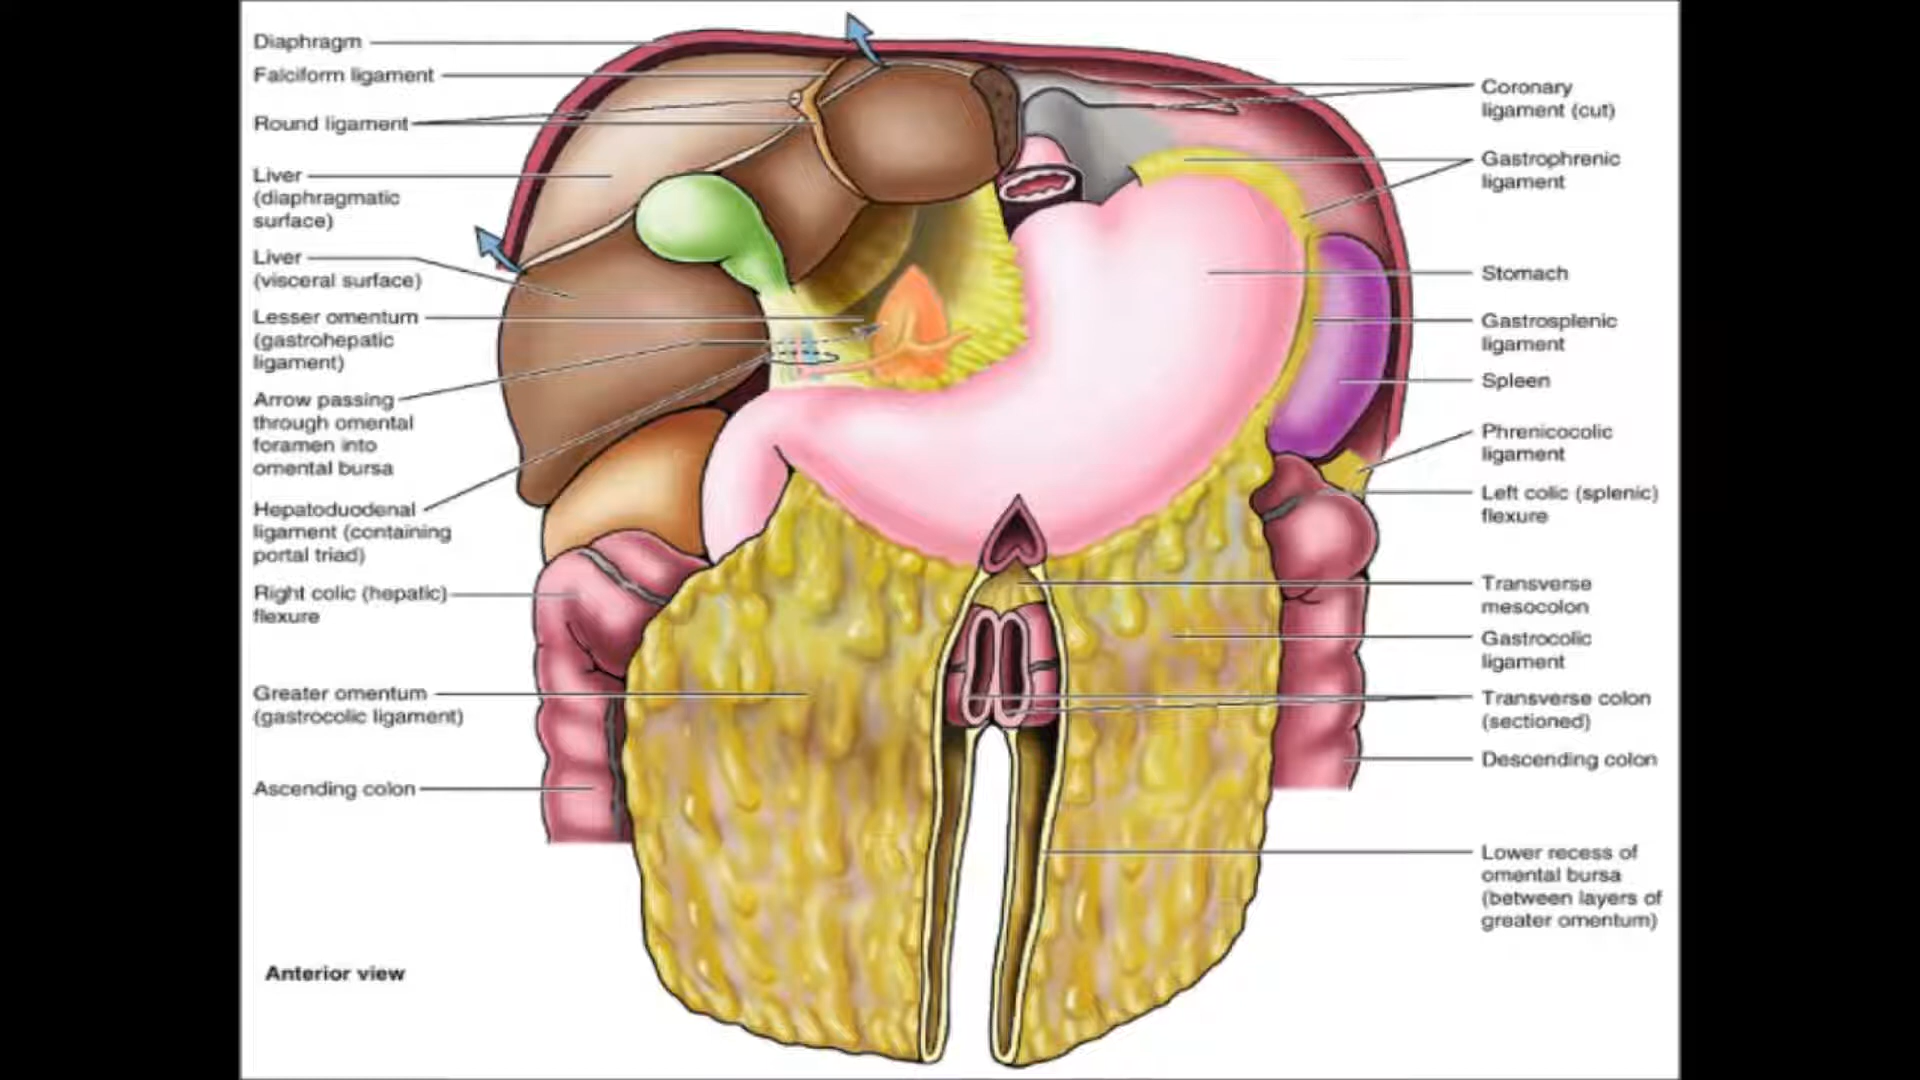 Diaphragm
Falciform ligament
Round ligament
Liver
(diaphragmatic
surface)
Liver
(visceral surface)
Lesser omentum
(gastrohepatic
ligament)
Arrow passing
through omental
foramen into
omental bursa
Hepatoduodenal
ligament (containing
portal triad)
Right colic (hepatic)
flexure
Greater omentum
(gastrocolic ligament)
Ascending colon
Anterior view
Coronary
ligament (cut)
Gastrophrenic
ligament
Stomach
Gastrosplenic
ligament
Spleen
Phrenicocolic
ligament
Left colic (splenic)
flexure
Transverse
mesocolon
Gastrocolic
ligament
Transverse colon
(sectioned)
Descending colon
Lower recess of
omental bursa
(between layers of
greater omentum)